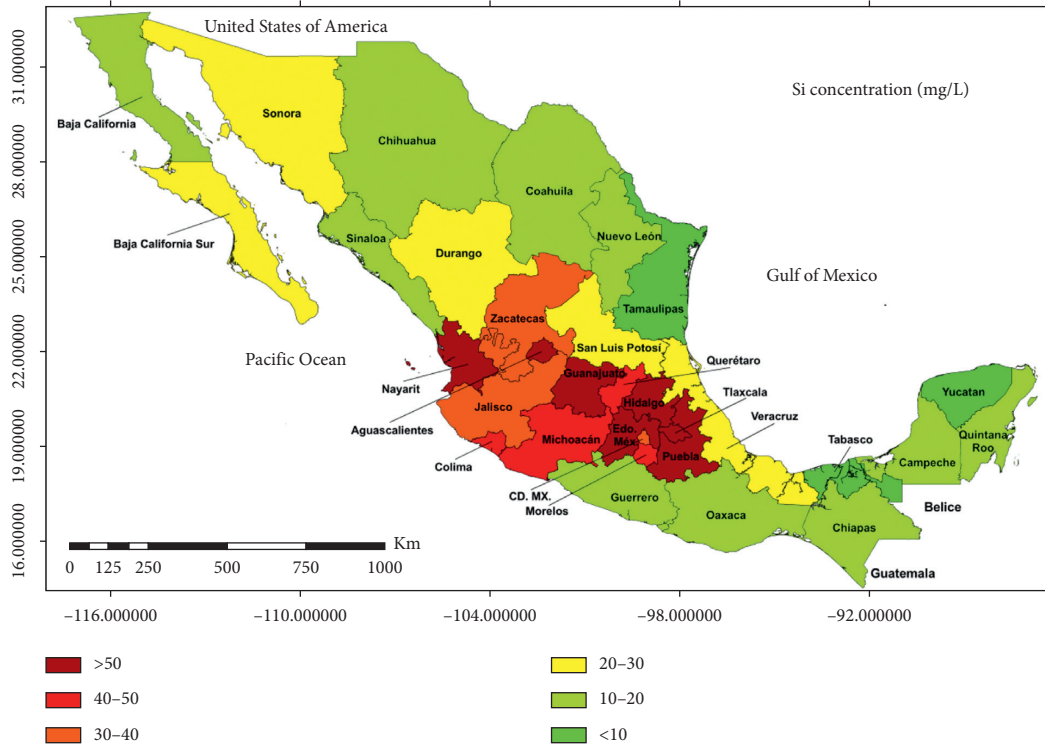 United States of America
Si concentration (mg/L)
31.000000
28.000000
25.000000
22.000000
19.000000
16.000000
Baja California
Sonora
Chihuahua
Coahuila
Baja California Sur
Sinaloa
Nuevo León
Durango
Gulf of Mexico
Tamaulipas
Zacatecas
Pacific Ocean
San Luis Potosí
Querétaro
Nayarit
Guanajuato
Tlaxcala
Yucatan
Hidalgo
Jalisco
Veracruz
Aguascalientes
Edo.
Méx.
Michoacán
Tabasco
Quintana
Roo
Colima
Puebla
Campeche
CD. MX.
Morelos
Guerrero
Oaxaca
Belice
Chiapas
Guatemala
Km
0 125 250 500 750 1000
−116.000000 −110.000000 −104.000000 −98.000000 −92.000000
>50
40–50
30–40
20–30
10–20
<10